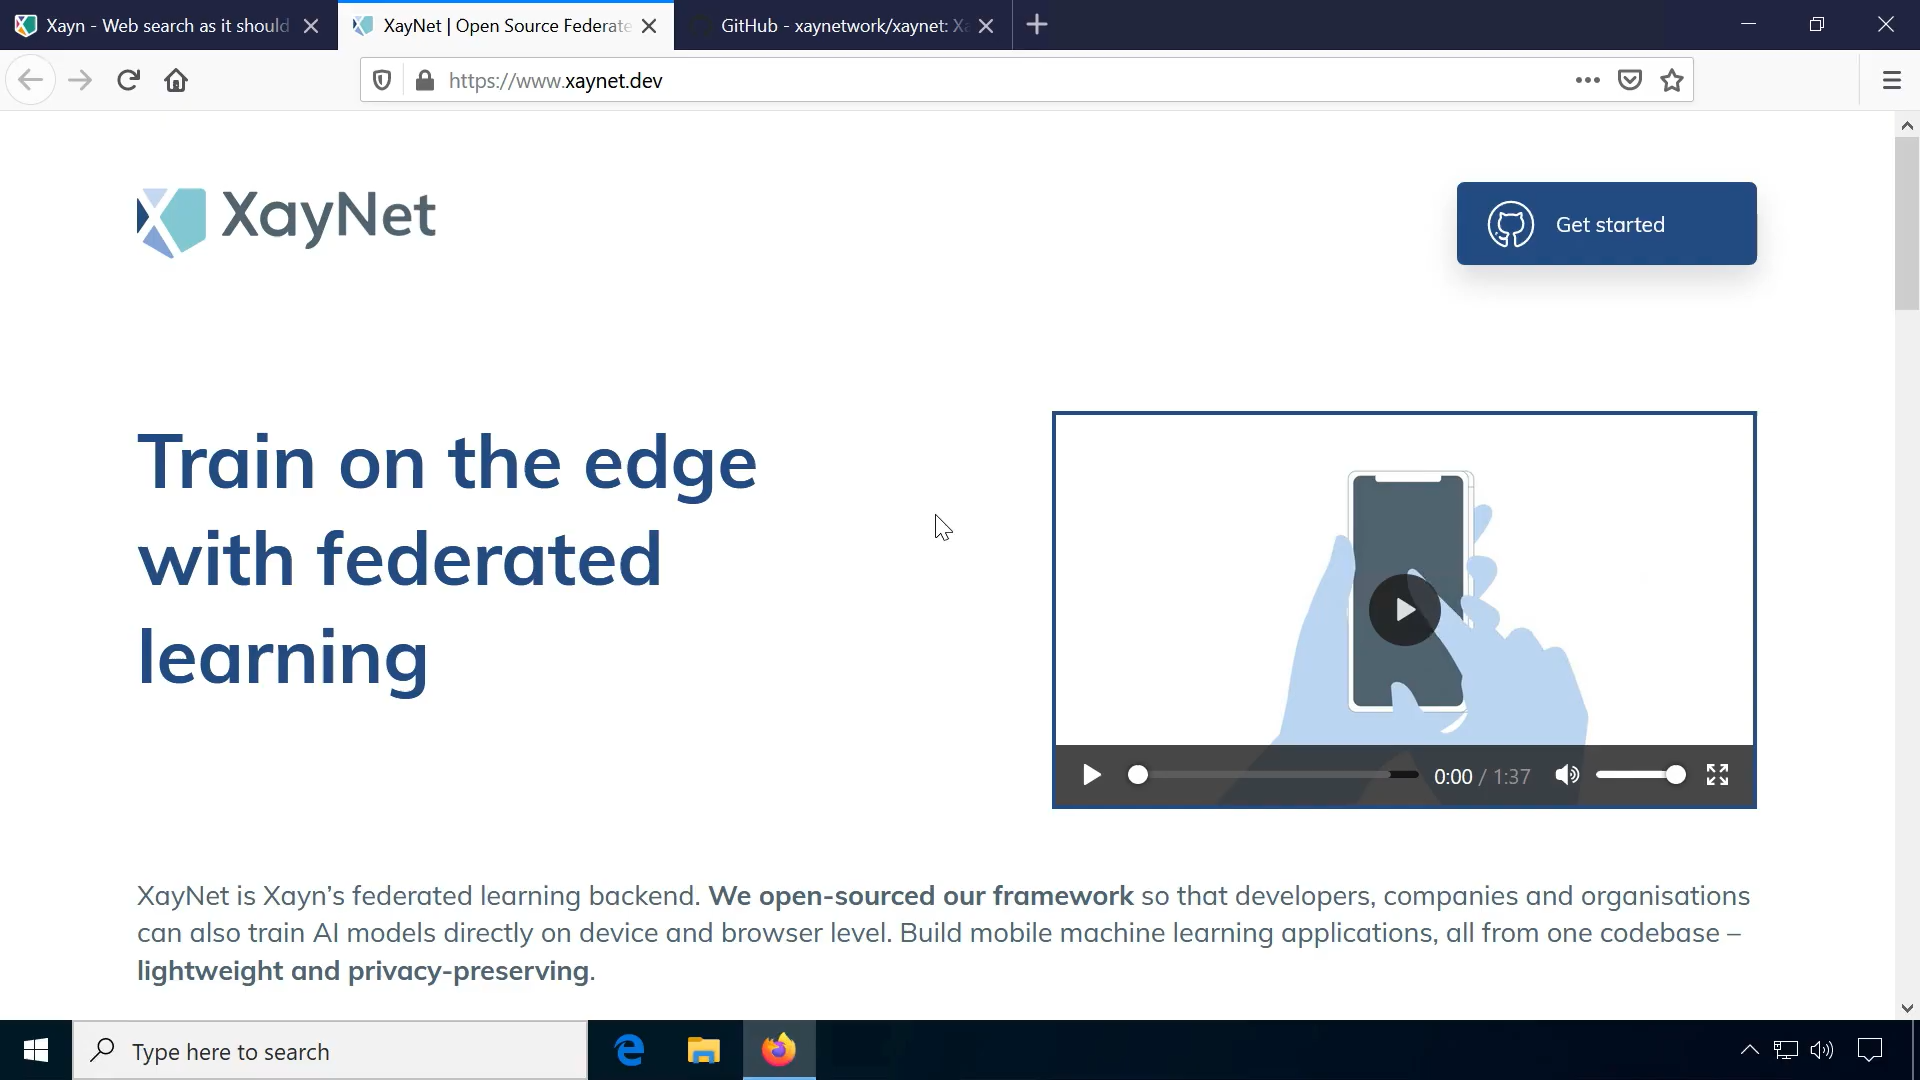 Xayn - Web search as it should
XayNet | Open Source Federate
GitHub - xaynetwork/xaynet: Xa
https://www.xaynet.dev
XayNet
Get started
Train on the edge
with federated
learning
0:00 / 1:37
XayNet is Xayn’s federated learning backend. We open-sourced our framework so that developers, companies and organisations
can also train AI models directly on device and browser level. Build mobile machine learning applications, all from one codebase –
lightweight and privacy-preserving.
Type here to search